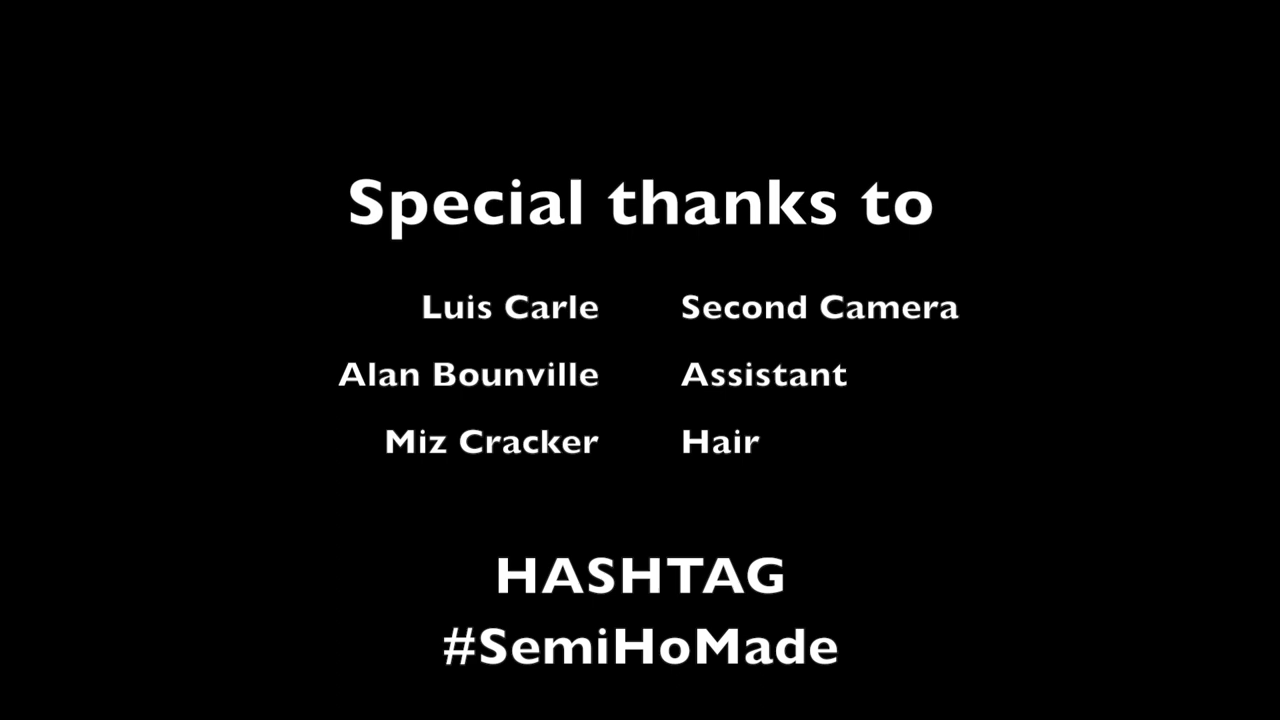 Special thanks to
Luis Carle Second Camera
Alan Bounville Assistant
Miz Cracker Hair
HASHTAG
#SemiHoMade